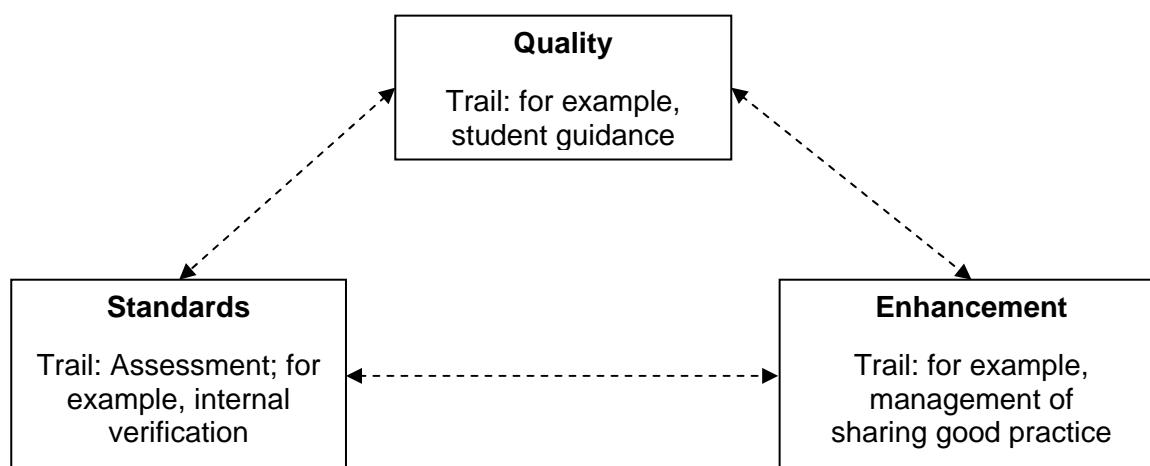 Quality
Trail: for example,
student guidance
Standards
Trail: Assessment; for
example, internal
verification
Enhancement
Trail: for example,
management of
sharing good practice